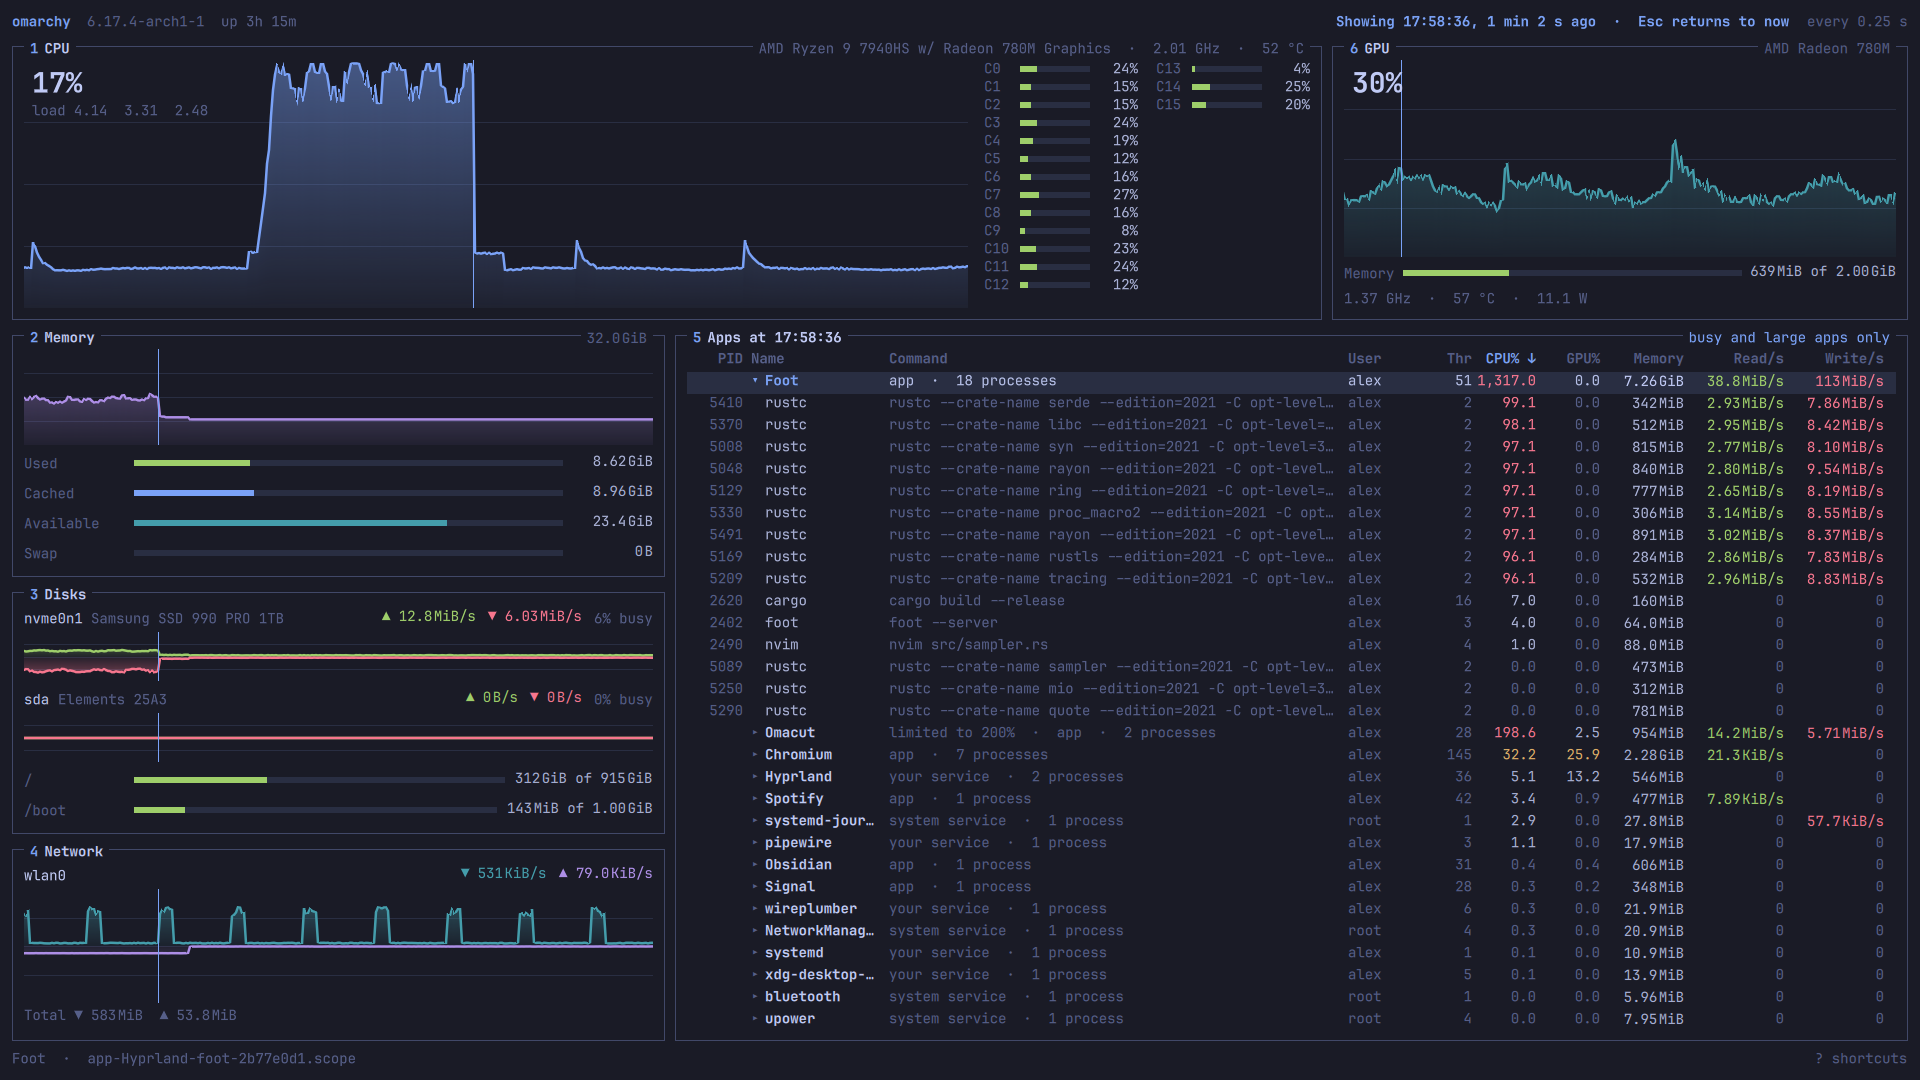 omarchy 6.17.4-arch1-1 up 3h 15m
Showing 17:58:36, 1 min 2 s ago · Esc returns to now every 0.25 s
1 CPU
AMD Ryzen 9 7940HS w/ Radeon 780M Graphics · 2.01 GHz · 52 °C
17%
load 4.14 3.31 2.48
C0 24%
C1 15%
C2 15%
C3 24%
C4 19%
C5 12%
C6 16%
C7 27%
C8 16%
C9 8%
C10 23%
C11 24%
C12 12%
C13 4%
C14 25%
C15 20%
6 GPU
AMD Radeon 780M
30%
Memory 639MiB of 2.00GiB
1.37 GHz · 57 °C · 11.1 W
2 Memory
32.0GiB
Used 8.62GiB
Cached 8.96GiB
Available 23.4GiB
Swap 0B
3 Disks
nvme0n1 Samsung SSD 990 PRO 1TB ▲ 12.8MiB/s ▼ 6.03MiB/s 6% busy
sda Elements 25A3 ▲ 0B/s ▼ 0B/s 0% busy
/ 312GiB of 915GiB
/boot 143MiB of 1.00GiB
4 Network
wlan0 ▼ 531KiB/s ▲ 79.0KiB/s
Total ▼ 583MiB ▲ 53.8MiB
5 Apps at 17:58:36
busy and large apps only
PID Name Command User Thr CPU% ↓ GPU% Memory Read/s Write/s
▾ Foot app · 18 processes alex 51 1,317.0 0.0 7.26GiB 38.8MiB/s 113MiB/s
5410 rustc rustc --crate-name serde --edition=2021 -C opt-level… alex 2 99.1 0.0 342MiB 2.93MiB/s 7.86MiB/s
5370 rustc rustc --crate-name libc --edition=2021 -C opt-level=… alex 2 98.1 0.0 512MiB 2.95MiB/s 8.42MiB/s
5008 rustc rustc --crate-name syn --edition=2021 -C opt-level=3… alex 2 97.1 0.0 815MiB 2.77MiB/s 8.10MiB/s
5048 rustc rustc --crate-name rayon --edition=2021 -C opt-level… alex 2 97.1 0.0 840MiB 2.80MiB/s 9.54MiB/s
5129 rustc rustc --crate-name ring --edition=2021 -C opt-level=… alex 2 97.1 0.0 777MiB 2.65MiB/s 8.19MiB/s
5330 rustc rustc --crate-name proc_macro2 --edition=2021 -C opt… alex 2 97.1 0.0 306MiB 3.14MiB/s 8.55MiB/s
5491 rustc rustc --crate-name rayon --edition=2021 -C opt-level… alex 2 97.1 0.0 891MiB 3.02MiB/s 8.37MiB/s
5169 rustc rustc --crate-name rustls --edition=2021 -C opt-leve… alex 2 96.1 0.0 284MiB 2.86MiB/s 7.83MiB/s
5209 rustc rustc --crate-name tracing --edition=2021 -C opt-lev… alex 2 96.1 0.0 532MiB 2.96MiB/s 8.83MiB/s
2620 cargo cargo build --release alex 16 7.0 0.0 160MiB 0 0
2402 foot foot --server alex 3 4.0 0.0 64.0MiB 0 0
2490 nvim nvim src/sampler.rs alex 4 1.0 0.0 88.0MiB 0 0
5089 rustc rustc --crate-name sampler --edition=2021 -C opt-lev… alex 2 0.0 0.0 473MiB 0 0
5250 rustc rustc --crate-name mio --edition=2021 -C opt-level=3… alex 2 0.0 0.0 312MiB 0 0
5290 rustc rustc --crate-name quote --edition=2021 -C opt-level… alex 2 0.0 0.0 781MiB 0 0
▸ Omacut limited to 200% · app · 2 processes alex 28 198.6 2.5 954MiB 14.2MiB/s 5.71MiB/s
▸ Chromium app · 7 processes alex 145 32.2 25.9 2.28GiB 21.3KiB/s 0
▸ Hyprland your service · 2 processes alex 36 5.1 13.2 546MiB 0 0
▸ Spotify app · 1 process alex 42 3.4 0.9 477MiB 7.89KiB/s 0
▸ systemd-jour… system service · 1 process root 1 2.9 0.0 27.8MiB 0 57.7KiB/s
▸ pipewire your service · 1 process alex 3 1.1 0.0 17.9MiB 0 0
▸ Obsidian app · 1 process alex 31 0.4 0.4 606MiB 0 0
▸ Signal app · 1 process alex 28 0.3 0.2 348MiB 0 0
▸ wireplumber your service · 1 process alex 6 0.3 0.0 21.9MiB 0 0
▸ NetworkManag… system service · 1 process root 4 0.3 0.0 20.9MiB 0 0
▸ systemd your service · 1 process alex 1 0.1 0.0 10.9MiB 0 0
▸ xdg-desktop-… your service · 1 process alex 5 0.1 0.0 13.9MiB 0 0
▸ bluetooth system service · 1 process root 1 0.0 0.0 5.96MiB 0 0
▸ upower system service · 1 process root 4 0.0 0.0 7.95MiB 0 0
Foot · app-Hyprland-foot-2b77e0d1.scope
? shortcuts